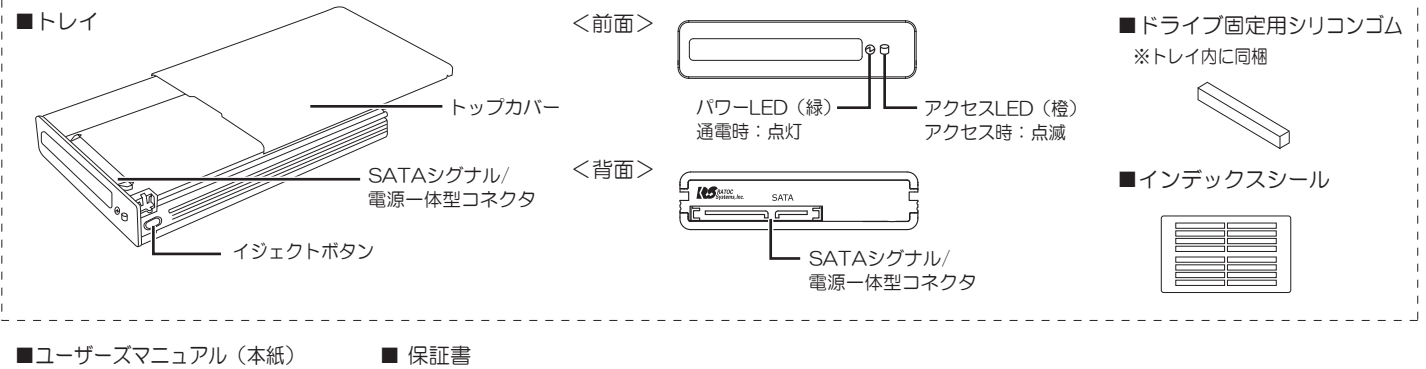 ■トレイ
トップカバー
SATAシグナル/
電源一体型コネクタ
イジェクトボタン
＜前面＞
パワーLED（緑）
通電時：点灯
アクセスLED（橙）
アクセス時：点滅
＜背面＞
RATOC
Systems, Inc.
SATA
SATAシグナル/
電源一体型コネクタ
■ドライブ固定用シリコンゴム
※トレイ内に同梱
■インデックスシール
■ユーザーズマニュアル（本紙）
■ 保証書